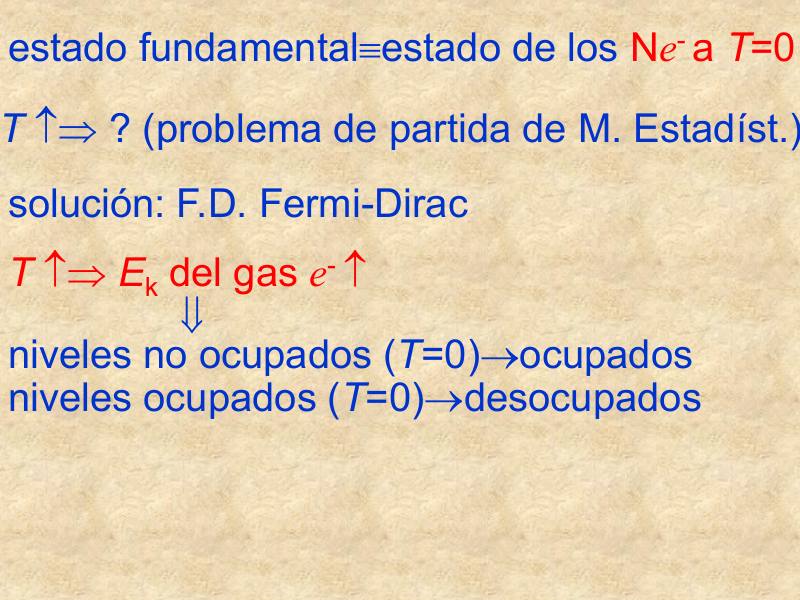 estado fundamental≡estado de los Ne⁻ a T=0
T ↑⇒ ? (problema de partida de M. Estadíst.)
solución: F.D. Fermi-Dirac
T ↑⇒ Eₖ del gas e⁻ ↑
⇓
niveles no ocupados (T=0)→ocupados
niveles ocupados (T=0)→desocupados